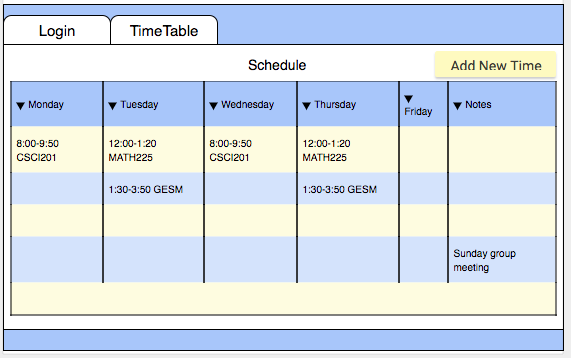 Login
TimeTable
Schedule
Add New Time
Monday
Tuesday
Wednesday
Thursday
Friday
Notes
8:00-9:50
CSCI201
12:00-1:20
MATH225
8:00-9:50
CSCI201
12:00-1:20
MATH225
1:30-3:50 GESM
1:30-3:50 GESM
Sunday group
meeting